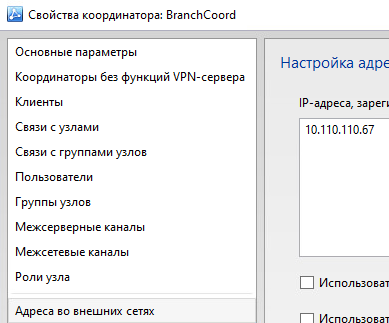 Свойства координатора: BranchCoord
Основные параметры
Координаторы без функций VPN-сервера
Клиенты
Связи с узлами
Связи с группами узлов
Пользователи
Группы узлов
Межсерверные каналы
Межсетевые каналы
Роли узла
Адреса во внешних сетях
Настройка адре
IP-адреса, зареги
10.110.110.67
Использоват
Использоват